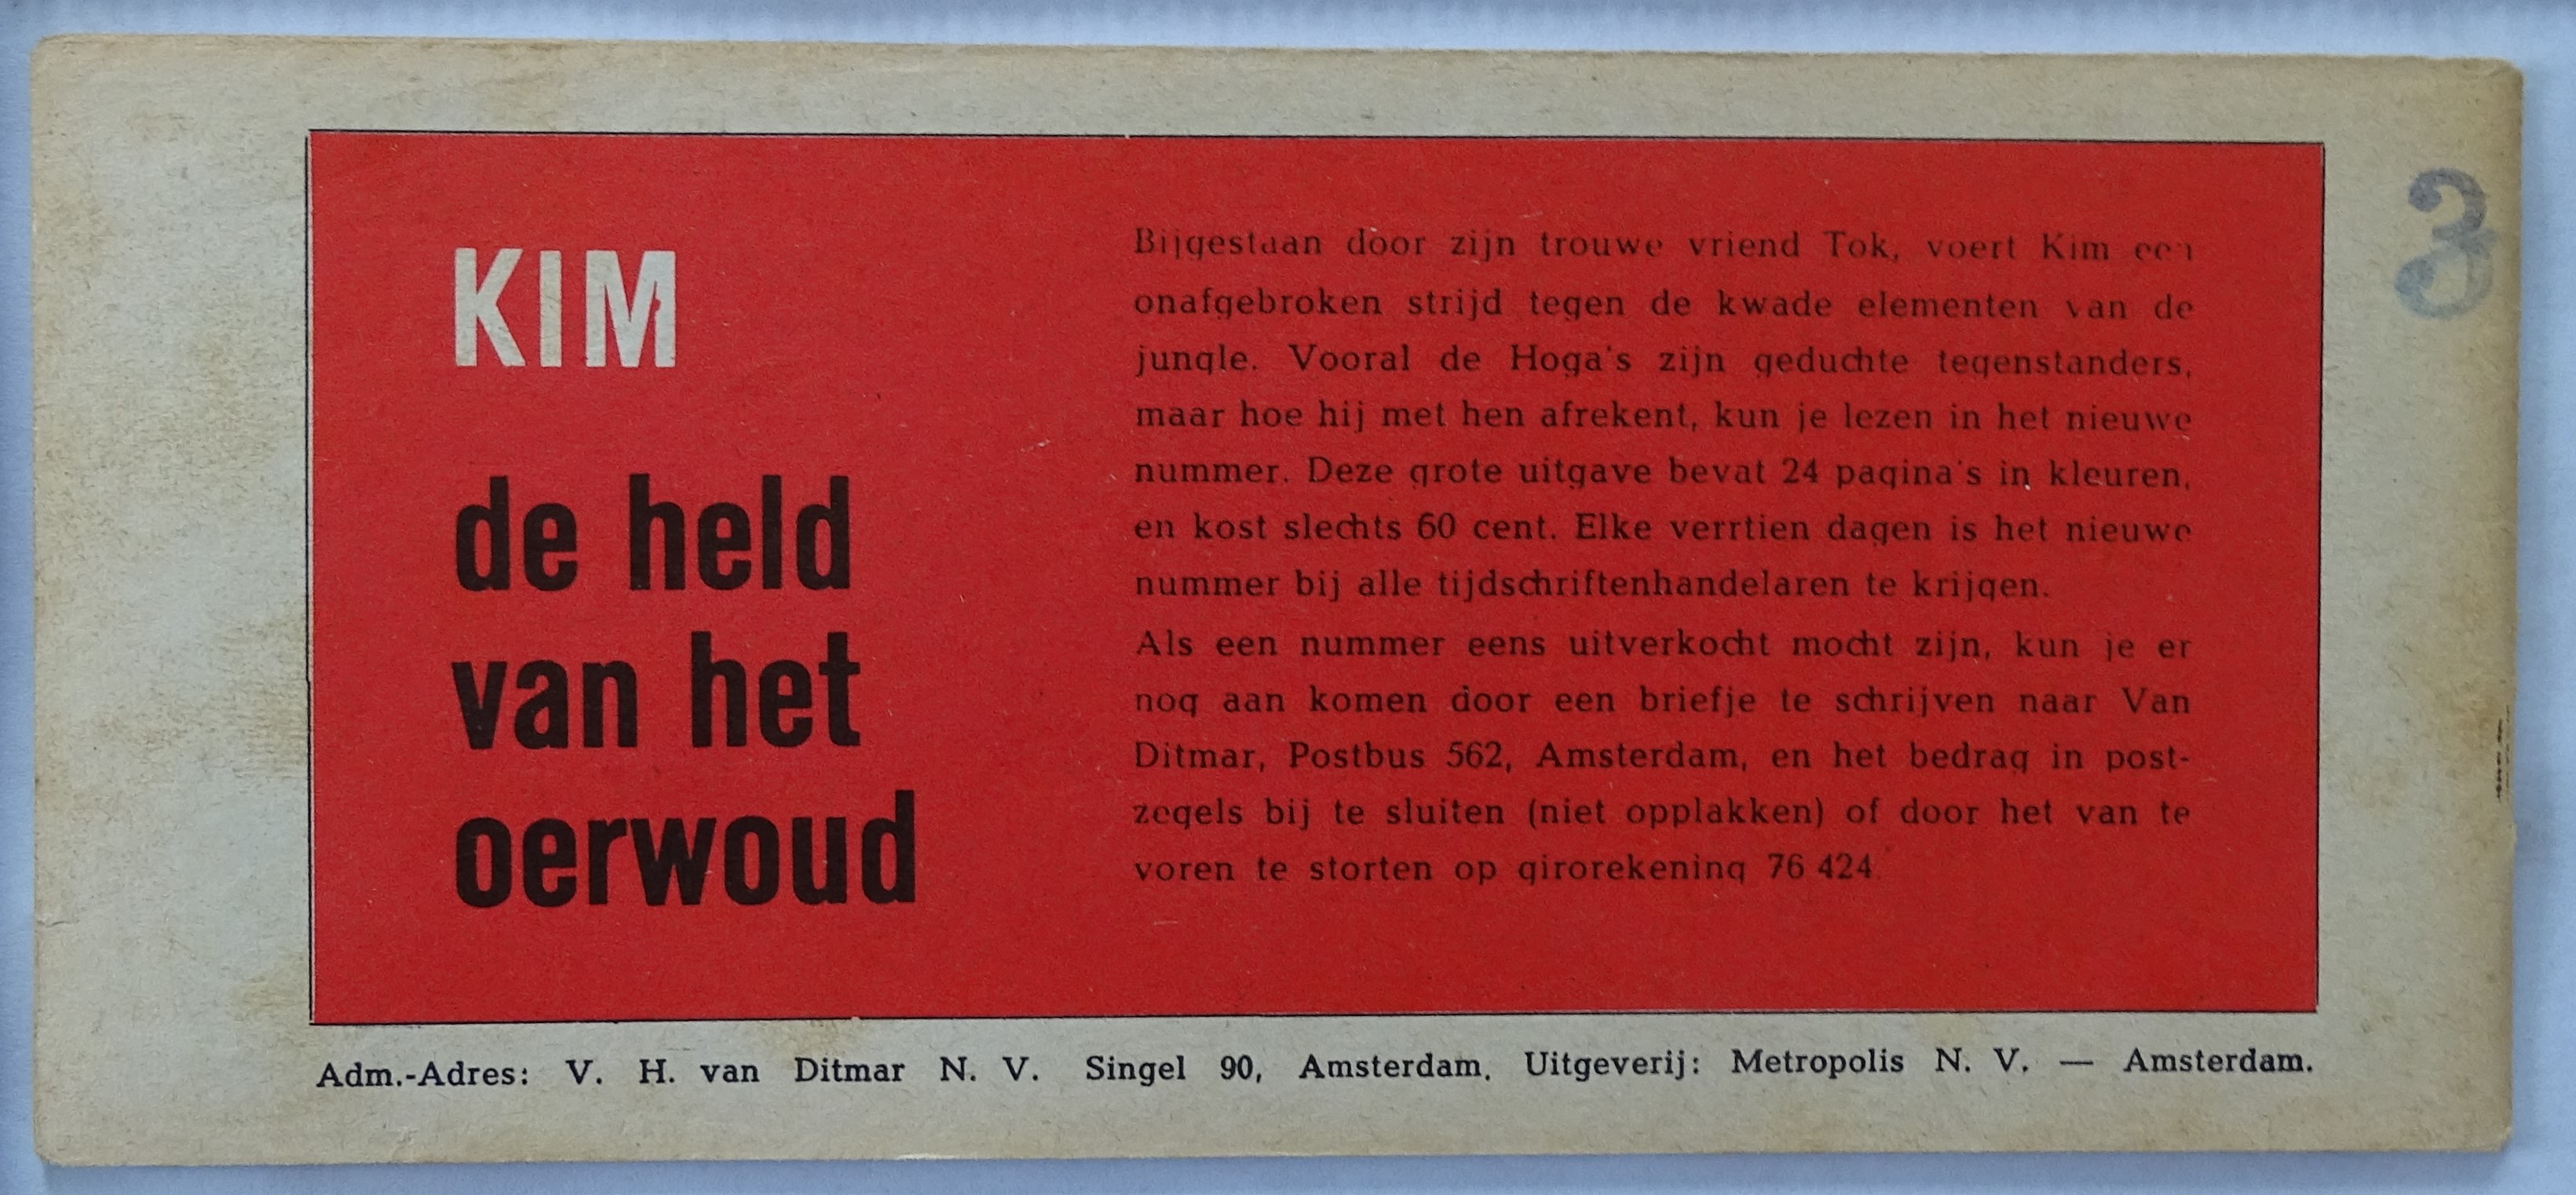 KIM
de held
van het
oerwoud
Bijgestaan door zijn trouwe vriend Tok, voert Kim een
onafgebroken strijd tegen de kwade elementen van de
jungle. Vooral de Hoga's zijn geduchte tegenstanders,
maar hoe hij met hen afrekent, kun je lezen in het nieuwe
nummer. Deze grote uitgave bevat 24 pagina's in kleuren,
en kost slechts 60 cent. Elke verrtien dagen is het nieuwe
nummer bij alle tijdschriftenhandelaren te krijgen.
Als een nummer eens uitverkocht mocht zijn, kun je er
nog aan komen door een briefje te schrijven naar Van
Ditmar, Postbus 562, Amsterdam, en het bedrag in post-
zegels bij te sluiten (niet opplakken) of door het van te
voren te storten op girorekening 76 424
Adm.-Adres: V. H. van Ditmar N. V. Singel 90, Amsterdam. Uitgeverij: Metropolis N. V. — Amsterdam.